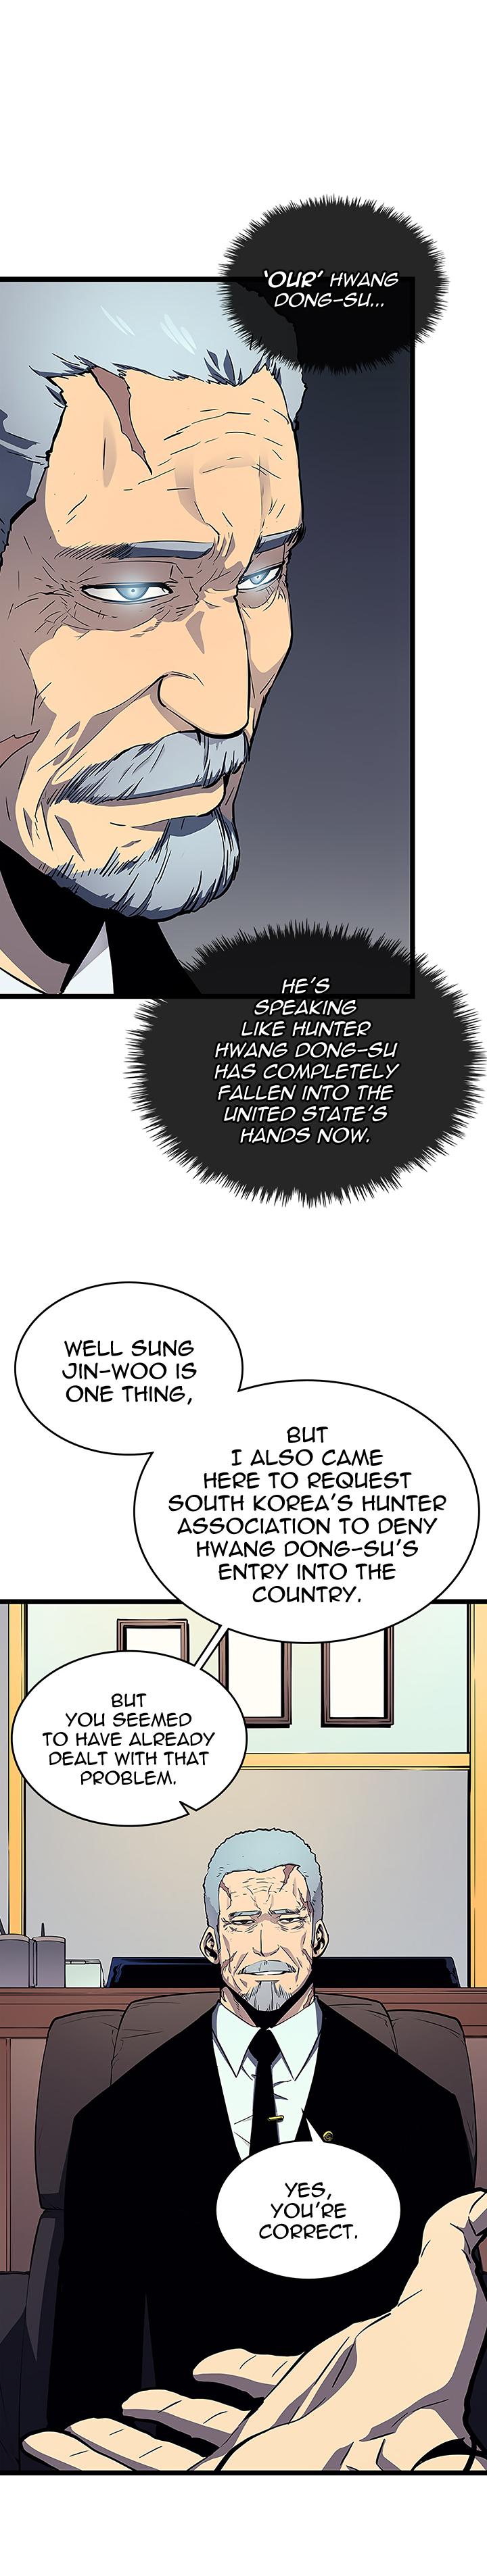 'OUR' HWANG
DONG-SU...
HE'S
SPEAKING
LIKE HUNTER
HWANG DONG-SU
HAS COMPLETELY
FALLEN INTO THE
UNITED STATE'S
HANDS NOW.
WELL SUNG
JIN-WOO IS
ONE THING,
BUT
I ALSO CAME
HERE TO REQUEST
SOUTH KOREA'S HUNTER
ASSOCIATION TO DENY
HWANG DONG-SU'S
ENTRY INTO THE
COUNTRY.
BUT
YOU SEEMED
TO HAVE ALREADY
DEALT WITH THAT
PROBLEM.
YES,
YOU'RE
CORRECT.